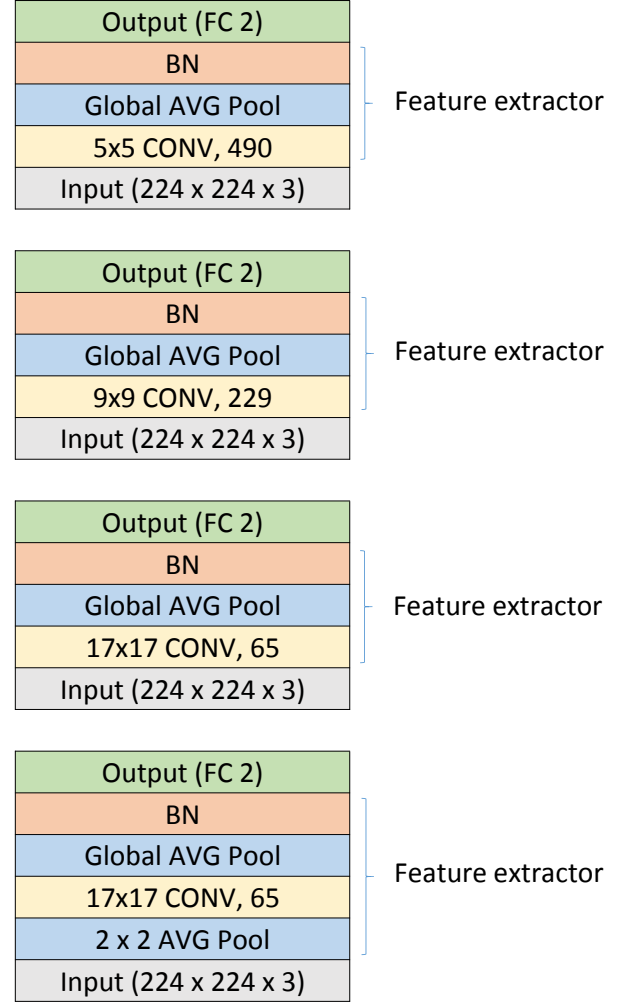 Output (FC 2)
BN
Global AVG Pool
5x5 CONV, 490
Input (224 x 224 x 3)
Feature extractor
Output (FC 2)
BN
Global AVG Pool
9x9 CONV, 229
Input (224 x 224 x 3)
Feature extractor
Output (FC 2)
BN
Global AVG Pool
17x17 CONV, 65
Input (224 x 224 x 3)
Feature extractor
Output (FC 2)
BN
Global AVG Pool
17x17 CONV, 65
2 x 2 AVG Pool
Input (224 x 224 x 3)
Feature extractor